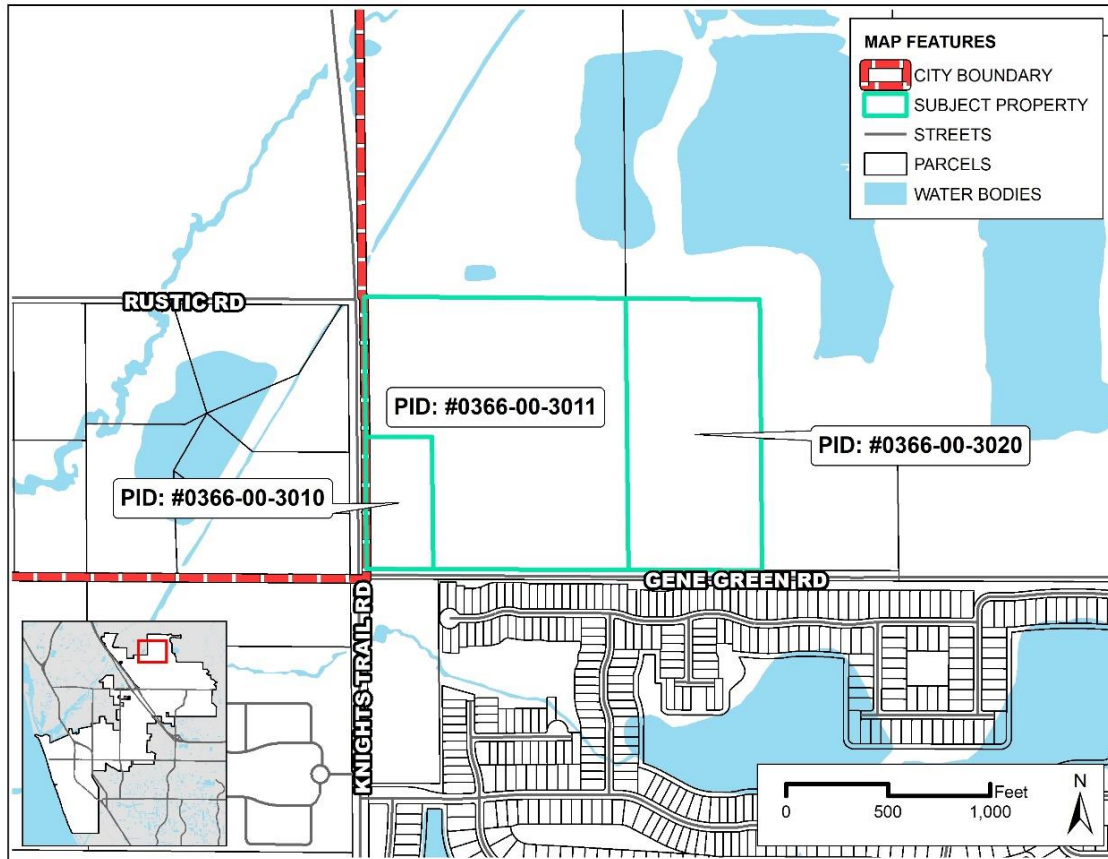 MAP FEATURES
CITY BOUNDARY
SUBJECT PROPERTY
STREETS
PARCELS
WATER BODIES
RUSTIC RD
PID: #0366-00-3011
PID: #0366-00-3020
PID: #0366-00-3010
GENE GREEN RD
KNIGHTS TRAIL RD
N
Feet
0 500 1,000